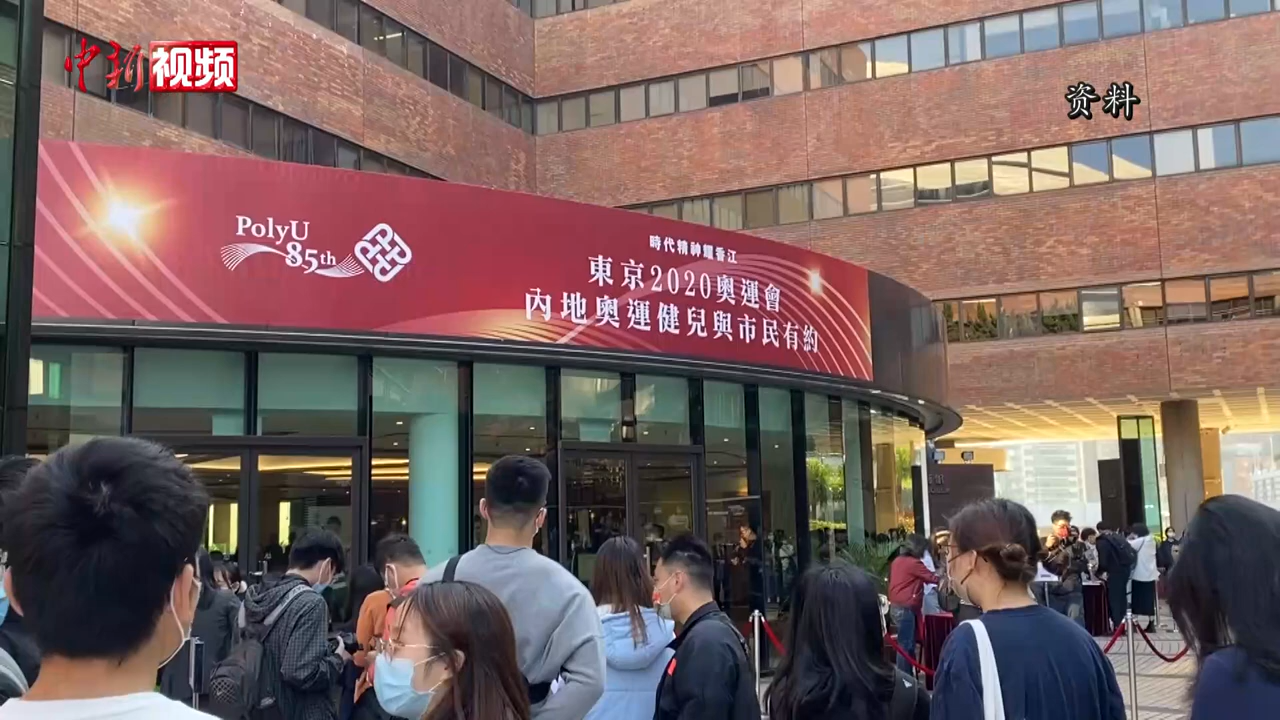 中新视频
资料
PolyU
85th
時代精神耀香江
東京2020奧運會
內地奧運健兒與市民有約